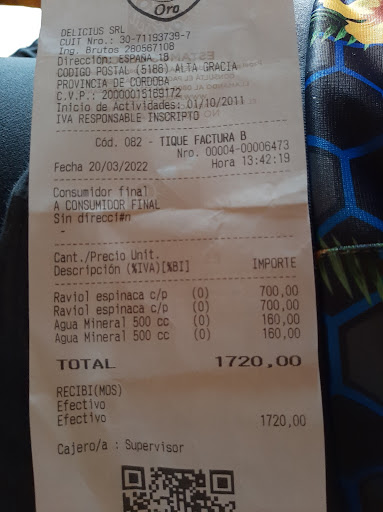 Oro
DELICIUS SRL
CUIT Nro.: 30-71193739-7
Ing. Brutos 280567108
Dirección: ESPAÑA 18
CODIGO POSTAL (5186) ALTA GRACIA
PROVINCIA DE CORDOBA
C.V.P.: 20000015169172
Inicio de Actividades: 01/10/2011
IVA RESPONSABLE INSCRIPTO
Cód. 082 - TIQUE FACTURA B
Nro. 00004-00006473
Fecha 20/03/2022 Hora 13:42:19
Consumidor final
A CONSUMIDOR FINAL
Sin direcci#n
-
Cant./Precio Unit.
Descripción (%IVA)[%BI] IMPORTE
Raviol espinaca c/p (0) 700,00
Raviol espinaca c/p (0) 700,00
Agua Mineral 500 cc (0) 160,00
Agua Mineral 500 cc (0) 160,00
TOTAL 1720,00
RECIBI(MOS)
Efectivo
Efectivo 1720,00
Cajero/a : Supervisor